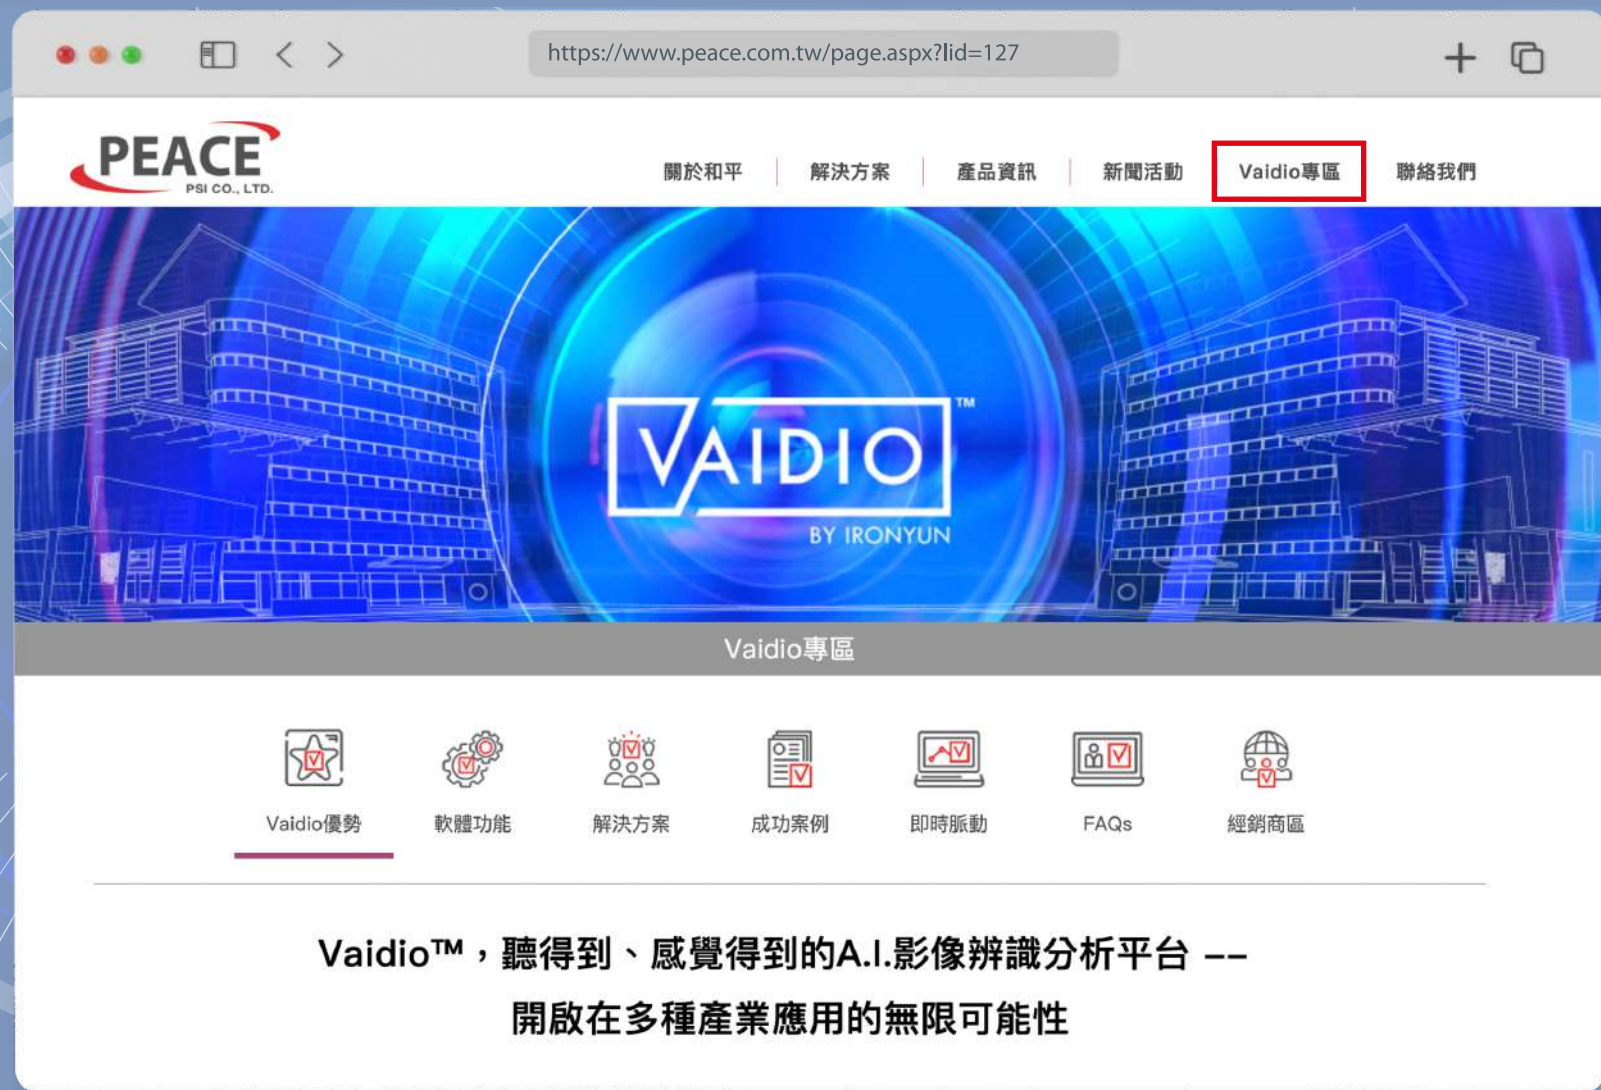 https://www.peace.com.tw/page.aspx?lid=127
PEACE
PSI CO., LTD.
關於和平 解決方案 產品資訊 新聞活動 Vaidio專區 聯絡我們
VAIDIO™
BY IRONYUN
Vaidio專區
Vaidio優勢 軟體功能 解決方案 成功案例 即時脈動 FAQs 經銷商區
Vaidio™，聽得到、感覺得到的A.I.影像辨識分析平台 --
開啟在多種產業應用的無限可能性